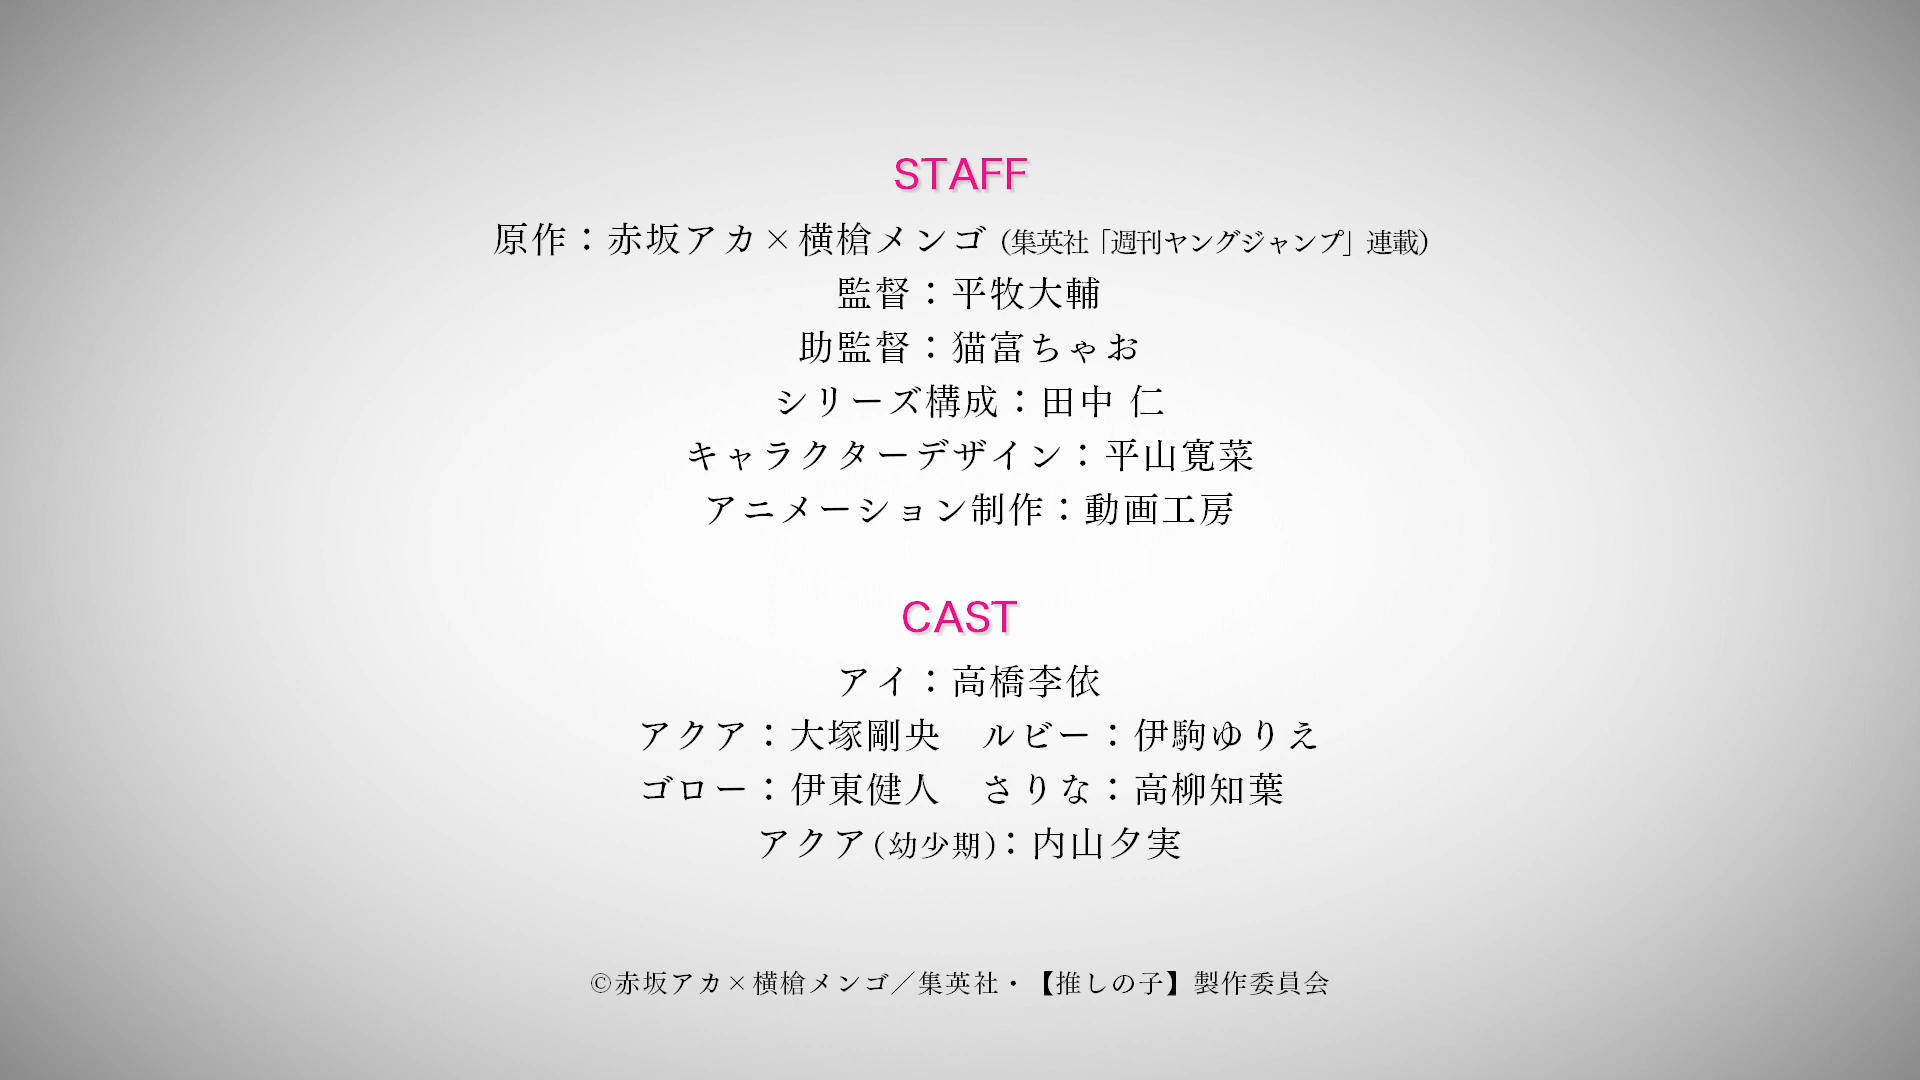 STAFF
原作：赤坂アカ×横槍メンゴ（集英社「週刊ヤングジャンプ」連載）
監督：平牧大輔
助監督：猫富ちゃお
シリーズ構成：田中 仁
キャラクターデザイン：平山寛菜
アニメーション制作：動画工房
CAST
アイ：高橋李依
アクア：大塚剛央　ルビー：伊駒ゆりえ
ゴロー：伊東健人　さりな：高柳知葉
アクア（幼少期）：内山夕実
©赤坂アカ×横槍メンゴ／集英社・【推しの子】製作委員会